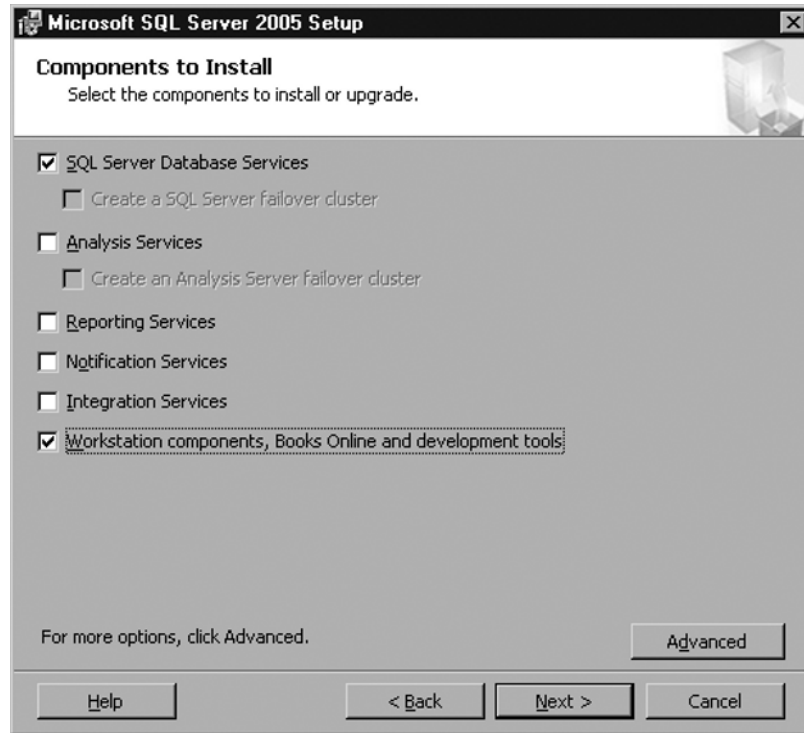 Microsoft SQL Server 2005 Setup
Components to Install
Select the components to install or upgrade.
SQL Server Database Services
Create a SQL Server failover cluster
Analysis Services
Create an Analysis Server failover cluster
Reporting Services
Notification Services
Integration Services
Workstation components, Books Online and development tools
For more options, click Advanced.
Advanced
Help
< Back
Next >
Cancel